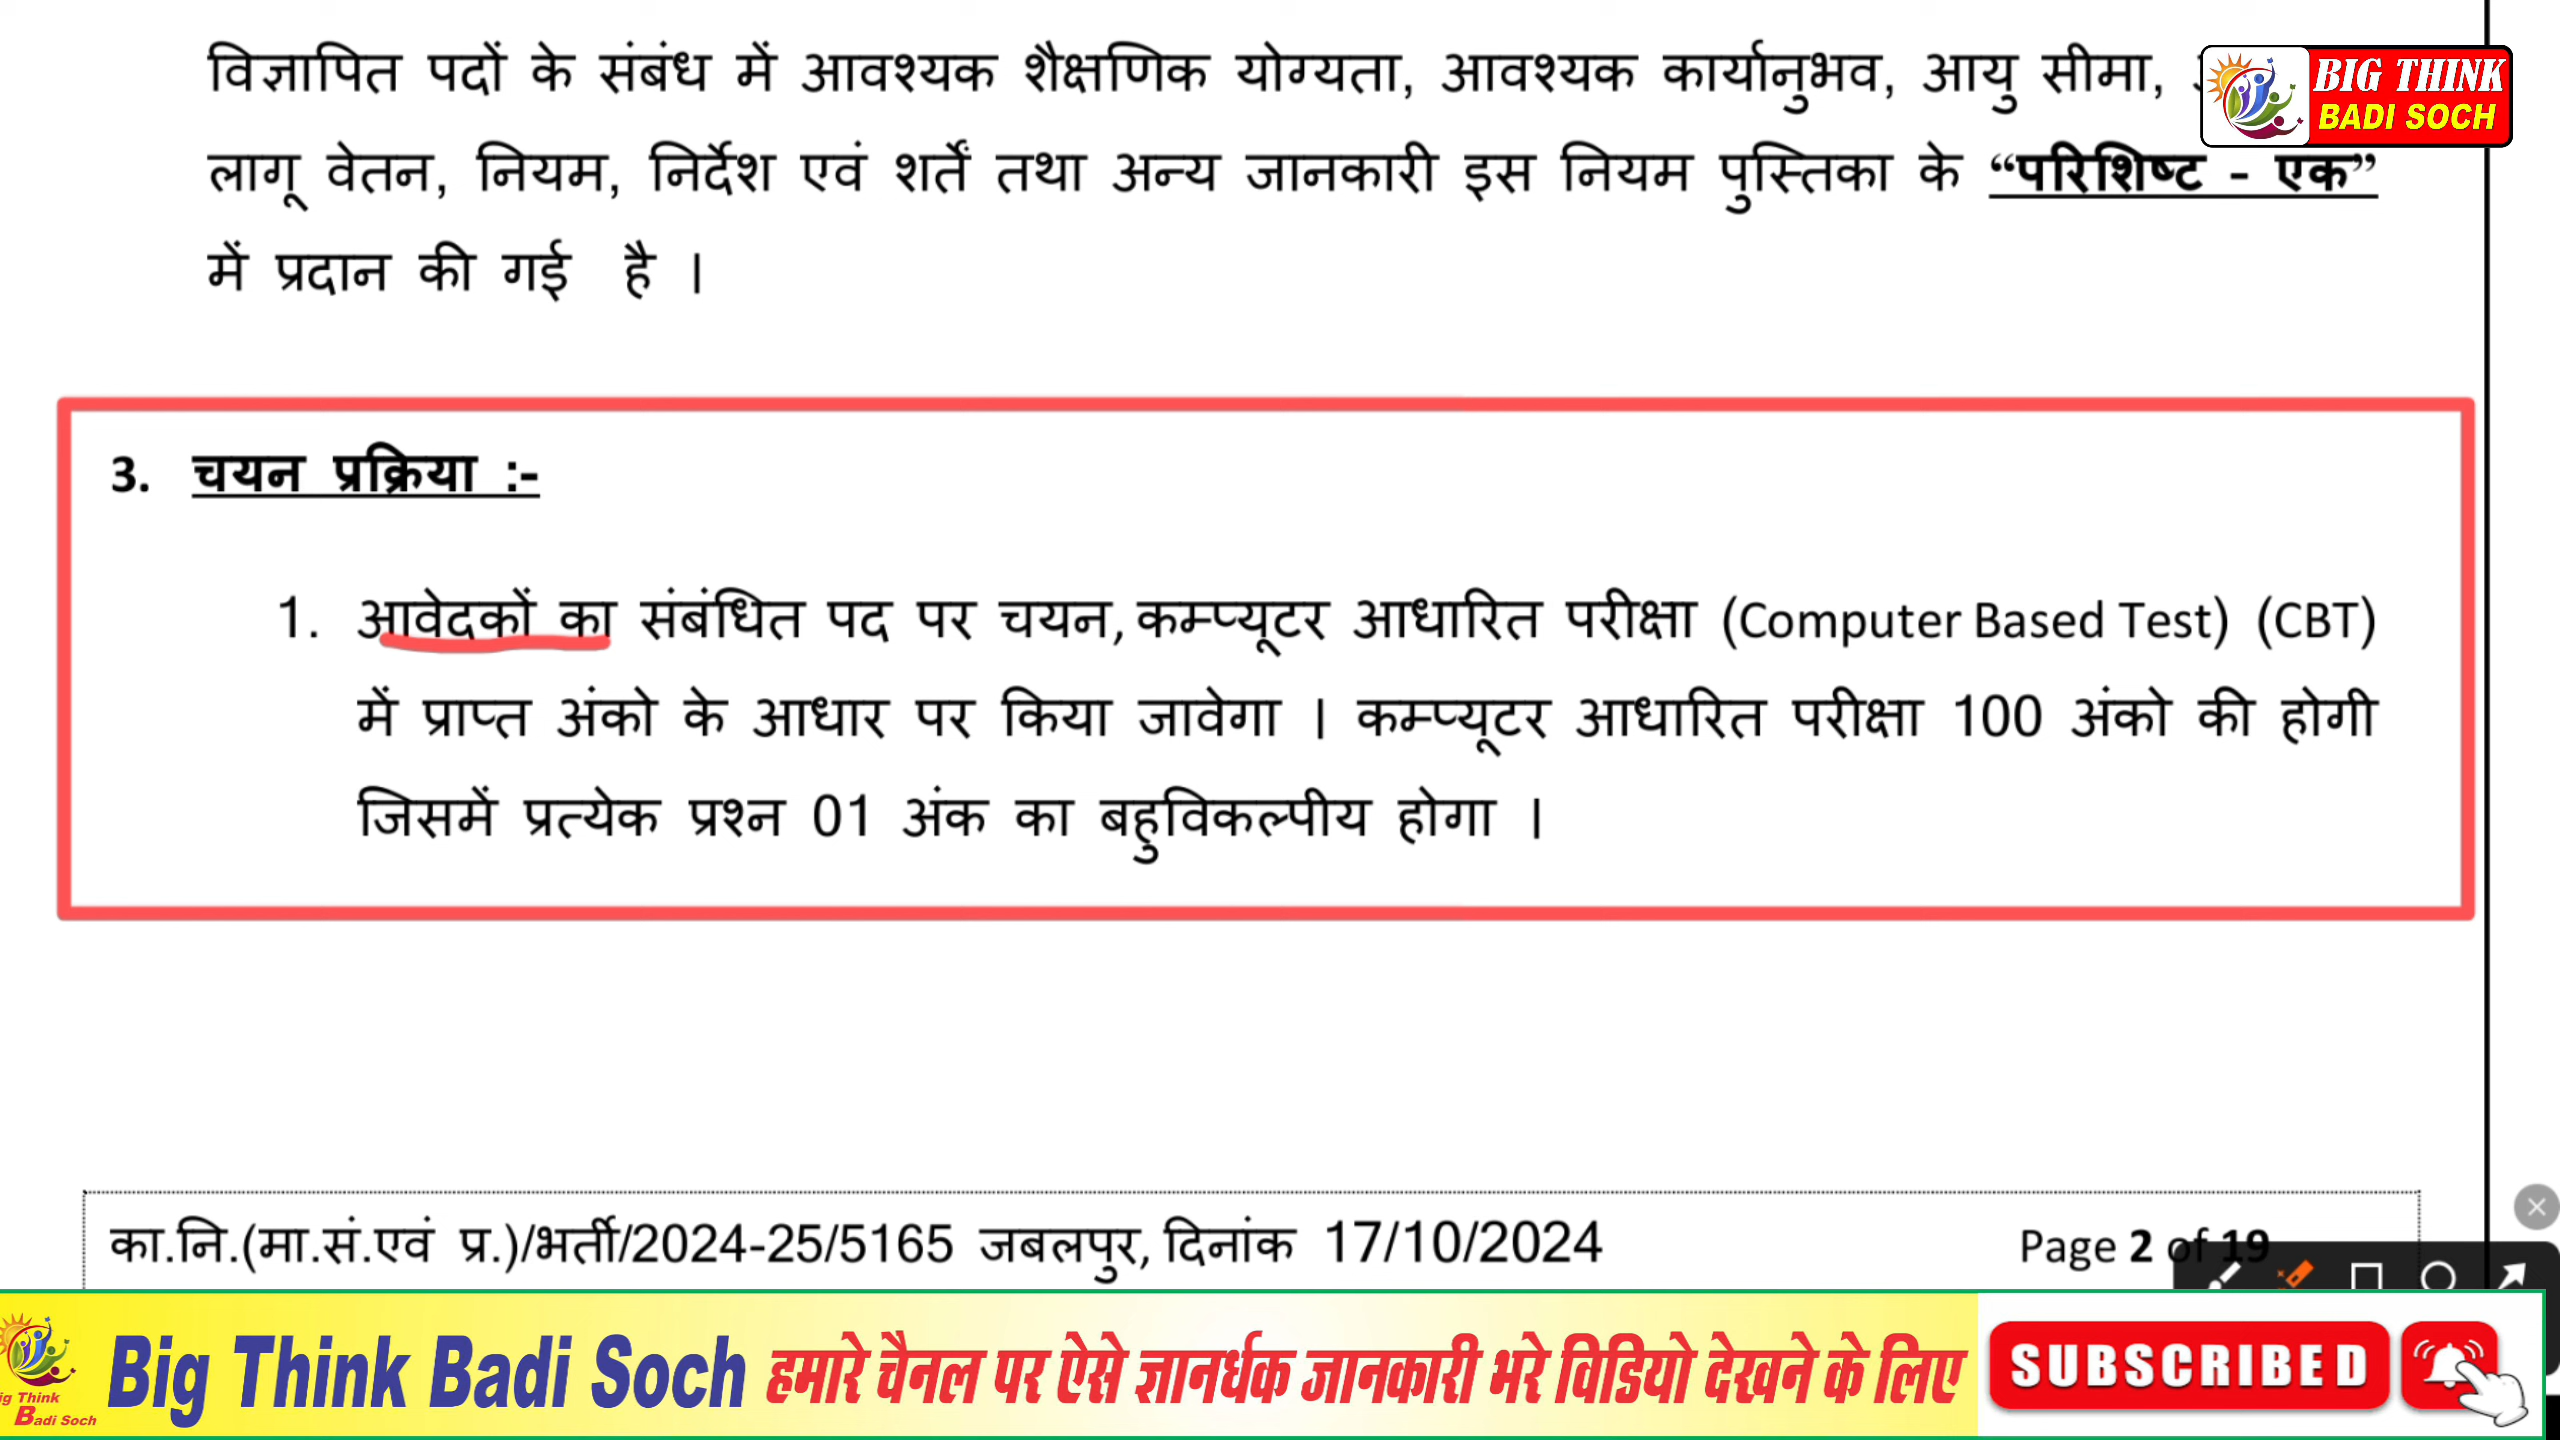 विज्ञापित पदों के संबंध में आवश्यक शैक्षणिक योग्यता, आवश्यक कार्यानुभव, आयु सीमा,
BIG THINK
BADI SOCH
लागू वेतन, नियम, निर्देश एवं शर्तें तथा अन्य जानकारी इस नियम पुस्तिका के “परिशिष्ट - एक”
में प्रदान की गई है ।
3. चयन प्रक्रिया :-
1. आवेदकों का संबंधित पद पर चयन, कम्प्यूटर आधारित परीक्षा (Computer Based Test) (CBT)
में प्राप्त अंको के आधार पर किया जावेगा । कम्प्यूटर आधारित परीक्षा 100 अंको की होगी
जिसमें प्रत्येक प्रश्न 01 अंक का बहुविकल्पीय होगा ।
का.नि.(मा.सं.एवं प्र.)/भर्ती/2024-25/5165 जबलपुर, दिनांक 17/10/2024 Page 2 of 19
Big Think Badi Soch हमारे चैनल पर ऐसे ज्ञानर्धक जानकारी भरे विडियो देखने के लिए SUBSCRIBED
ig Think
Badi Soch